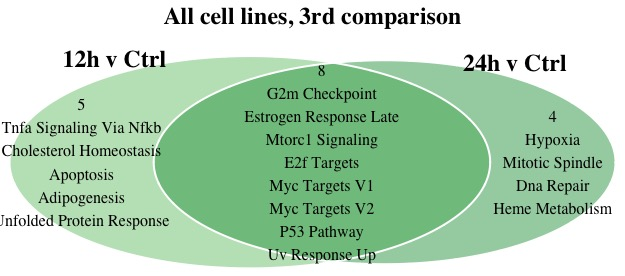 All cell lines, 3rd comparison
12h v Ctrl
24h v Ctrl
5
Tnfa Signaling Via Nfkb
Cholesterol Homeostasis
Apoptosis
Adipogenesis
Unfolded Protein Response
8
G2m Checkpoint
Estrogen Response Late
Mtorc1 Signaling
E2f Targets
Myc Targets V1
Myc Targets V2
P53 Pathway
Uv Response Up
4
Hypoxia
Mitotic Spindle
Dna Repair
Heme Metabolism